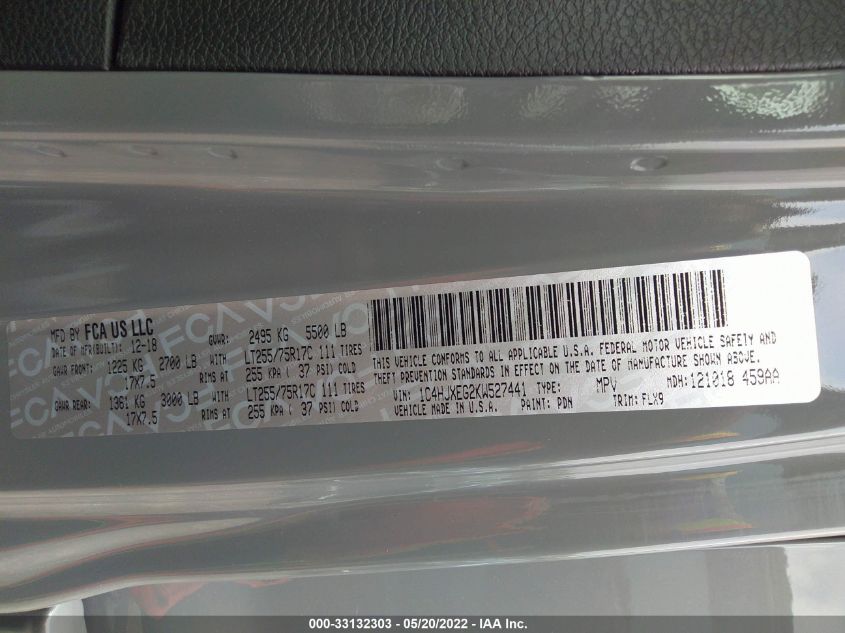 MFD BY FCA US LLC
DATE OF MFR(BUILT): 12-18 GVWR: 2495 KG 5500 LB
GAWR FRONT: 1225 KG 2700 LB WITH LT255/75R17C 111 TIRES
17X7.5 RIMS AT 255 KPA ( 37 PSI) COLD
GAWR REAR: 1361 KG 3000 LB WITH LT255/75R17C 111 TIRES
17X7.5 RIMS AT 255 KPA ( 37 PSI) COLD
THIS VEHICLE CONFORMS TO ALL APPLICABLE U.S.A. FEDERAL MOTOR VEHICLE SAFETY AND
THEFT PREVENTION STANDARDS IN EFFECT ON THE DATE OF MANUFACTURE SHOWN ABOVE.
VIN: 1C4HJXEG2KW527441 TYPE: MPV MDH: 121018 459AA
VEHICLE MADE IN U.S.A. PAINT: PDN TRIM: FLX9
000-33132303 - 05/20/2022 - IAA Inc.